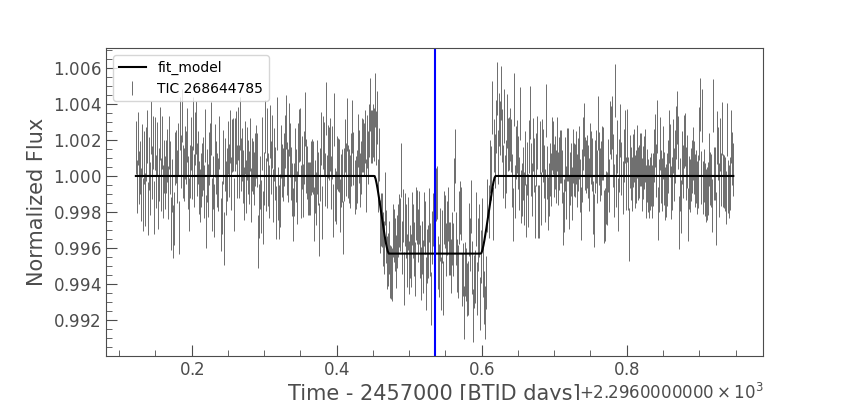 fit_model
TIC 268644785
1.006
1.004
1.002
1.000
0.998
0.996
0.994
0.992
Normalized Flux
0.2 0.4 0.6 0.8
Time - 2457000 [BTJD days]
+2.2960000000 × 10³